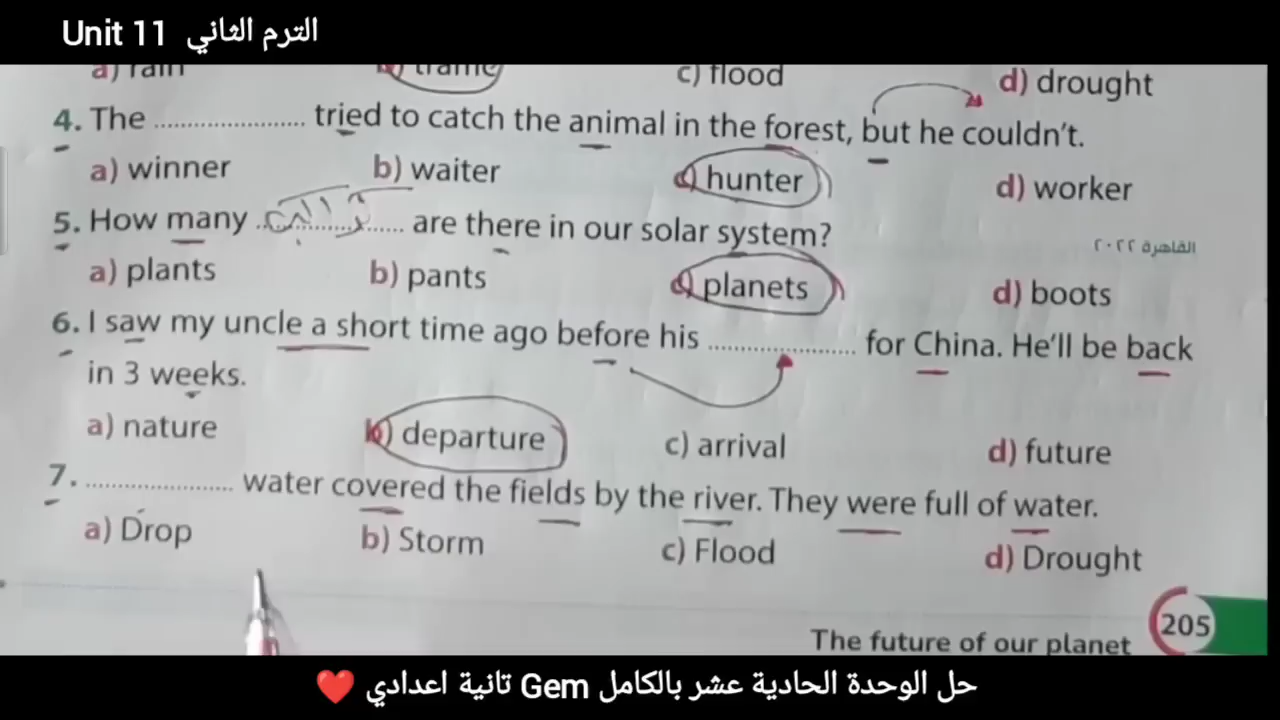 Unit 11 الترم الثاني
a) rain b) traffic c) flood d) drought
4. The ...................... tried to catch the animal in the forest, but he couldn't.
a) winner b) waiter c) hunter d) worker
5. How many ...................... are there in our solar system?
القاهرة ٢٠٢٢
a) plants b) pants c) planets d) boots
6. I saw my uncle a short time ago before his ...................... for China. He'll be back
in 3 weeks.
a) nature b) departure c) arrival d) future
7. ...................... water covered the fields by the river. They were full of water.
a) Drop b) Storm c) Flood d) Drought
The future of our planet 205
حل الوحدة الحادية عشر بالكامل Gem تانية اعدادي ❤️